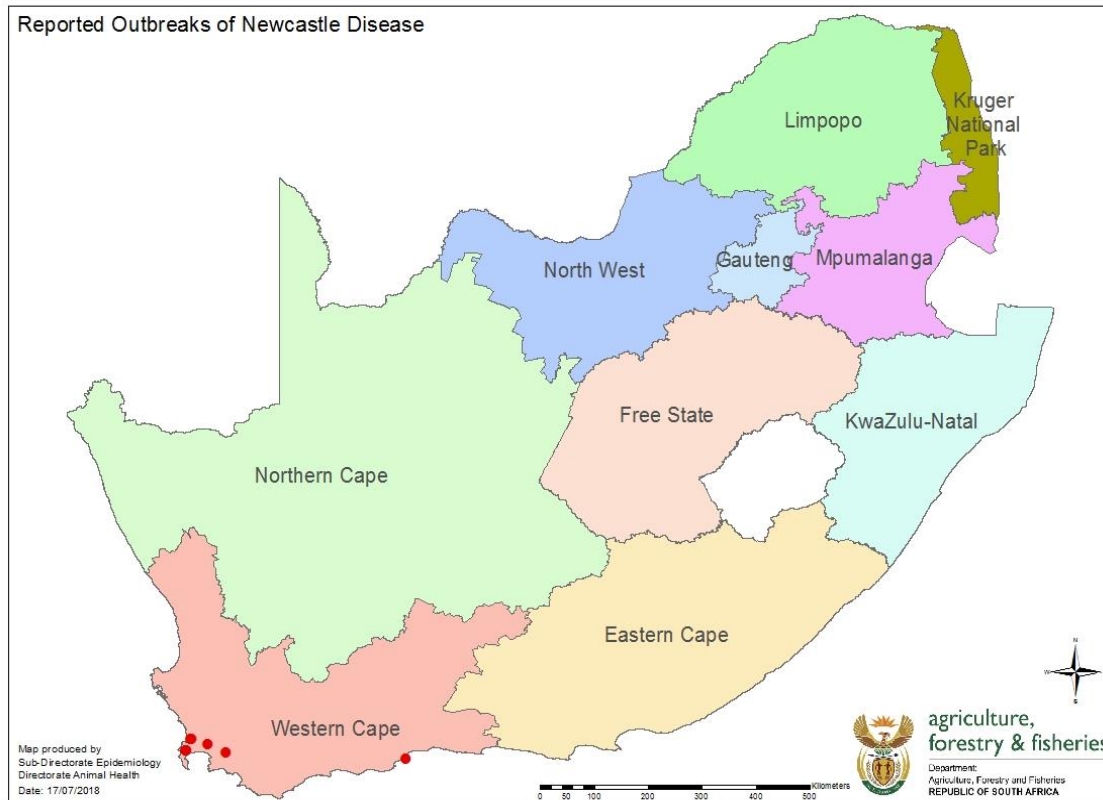 Reported Outbreaks of Newcastle Disease
Limpopo
Kruger
National
Park
North West
Gauteng
Mpumalanga
Free State
KwaZulu-Natal
Northern Cape
Eastern Cape
Western Cape
Map produced by
Sub-Directorate Epidemiology
Directorate Animal Health
Date: 17/07/2018
N
W
E
S
Kilometers
0 50 100 200 300 400 500
agriculture,
forestry & fisheries
Department:
Agriculture, Forestry and Fisheries
REPUBLIC OF SOUTH AFRICA